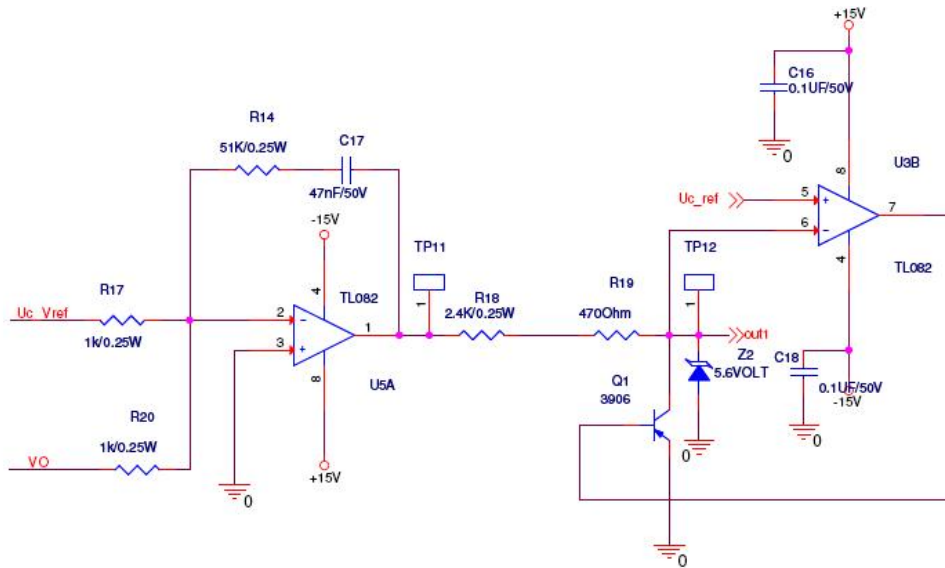 +15V
C16
0.1UF/50V
0
R14
51K/0.25W
C17
47nF/50V
-15V
4
8
U3B
Uc_ref
5
+
6
-
7
4
TL082
TP11
1
TP12
1
R17
Uc_Vref
1k/0.25W
2
-
3
+
TL082
1
8
U5A
R18
2.4K/0.25W
R19
470Ohm
out1
Z2
5.6VOLT
C18
0.1UF/50V
-15V
Q1
3906
0
0
R20
1k/0.25W
VO
0
+15V
0